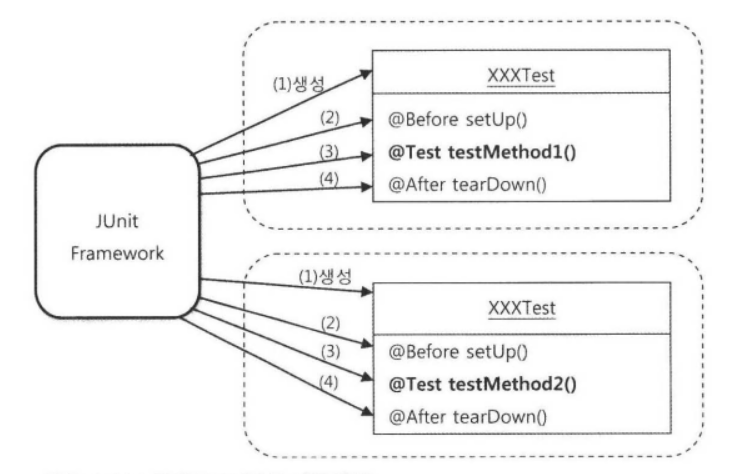 (1)생성
XXXTest
(2)
@Before setUp()
(3)
@Test testMethod1()
(4)
@After tearDown()
JUnit
Framework
(1)생성
XXXTest
(2)
@Before setUp()
(3)
@Test testMethod2()
(4)
@After tearDown()